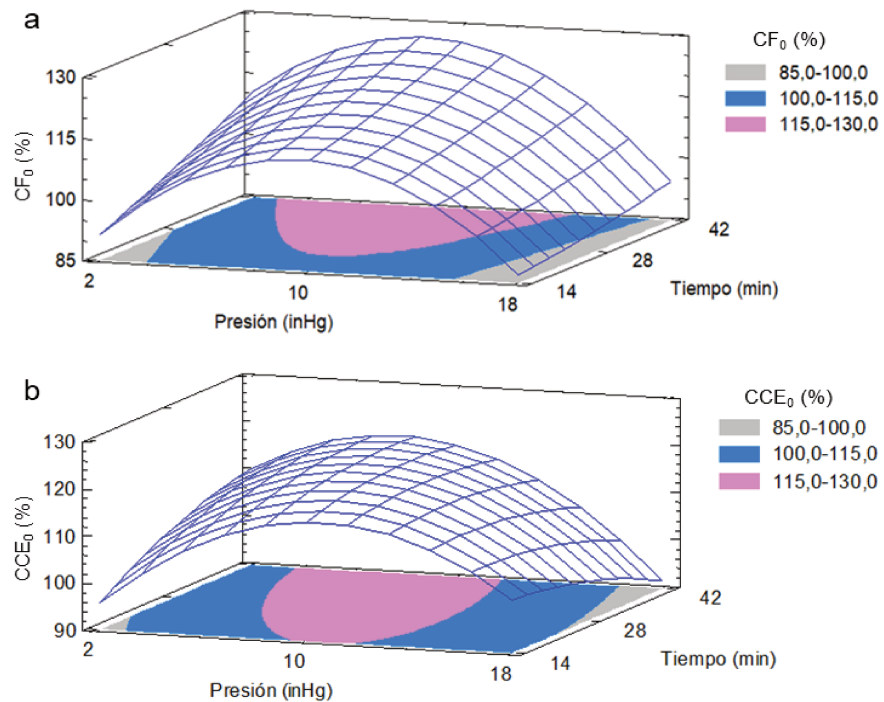 a
CF₀ (%)
85,0-100,0
100,0-115,0
115,0-130,0
130
115
100
85
CF₀ (%)
2
10
18
Presión (inHg)
14
28
42
Tiempo (min)
b
CCE₀ (%)
85,0-100,0
100,0-115,0
115,0-130,0
130
120
110
100
90
CCE₀ (%)
2
10
18
Presión (inHg)
14
28
42
Tiempo (min)